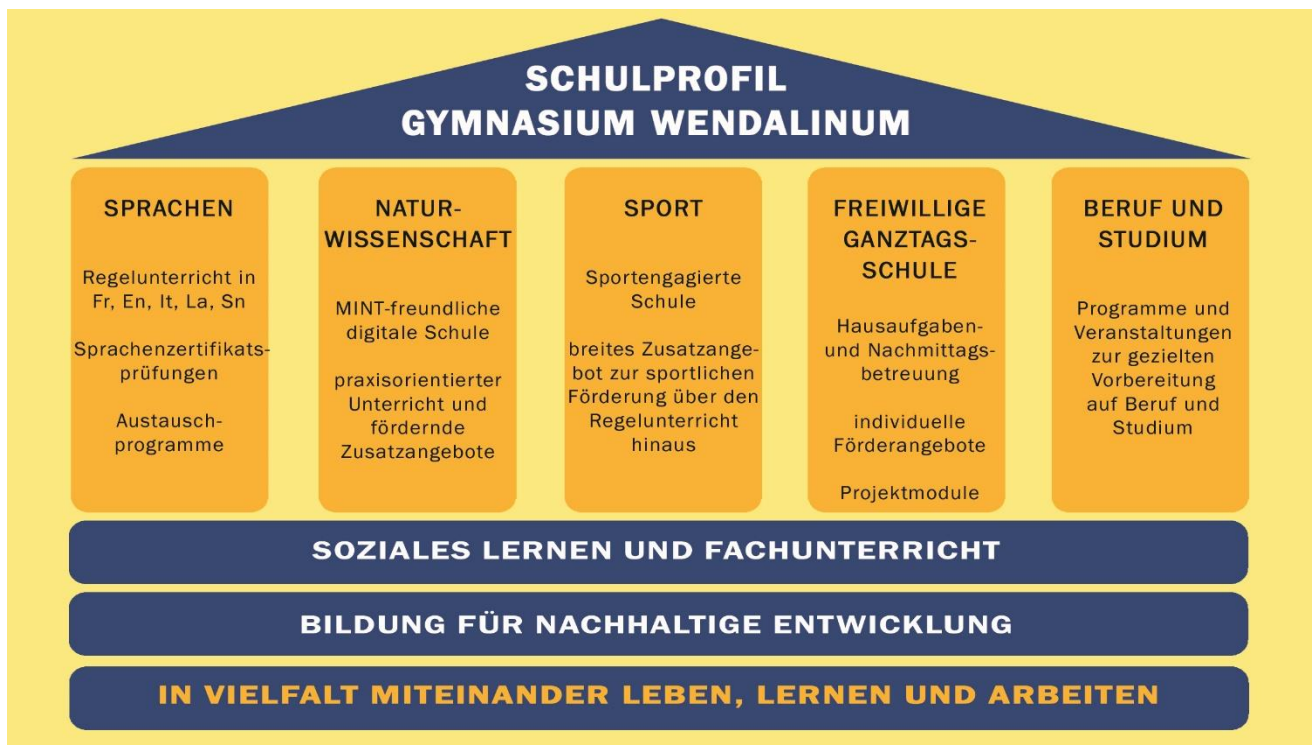 SCHULPROFIL
GYMNASIUM WENDALINUM
SPRACHEN
Regelunterricht in
Fr, En, It, La, Sn
Sprachenzertifikats-
prüfungen
Austausch-
programme
NATUR-
WISSENSCHAFT
MINT-freundliche
digitale Schule
praxisorientierter
Unterricht und
fördernde
Zusatzangebote
SPORT
Sportengagierte
Schule
breites Zusatzange-
bot zur sportlichen
Förderung über den
Regelunterricht
hinaus
FREIWILLIGE
GANZTAGS-
SCHULE
Hausaufgaben-
und Nachmittags-
betreuung
individuelle
Förderangebote
Projektmodule
BERUF UND
STUDIUM
Programme und
Veranstaltungen
zur gezielten
Vorbereitung
auf Beruf und
Studium
SOZIALES LERNEN UND FACHUNTERRICHT
BILDUNG FÜR NACHHALTIGE ENTWICKLUNG
IN VIELFALT MITEINANDER LEBEN, LERNEN UND ARBEITEN